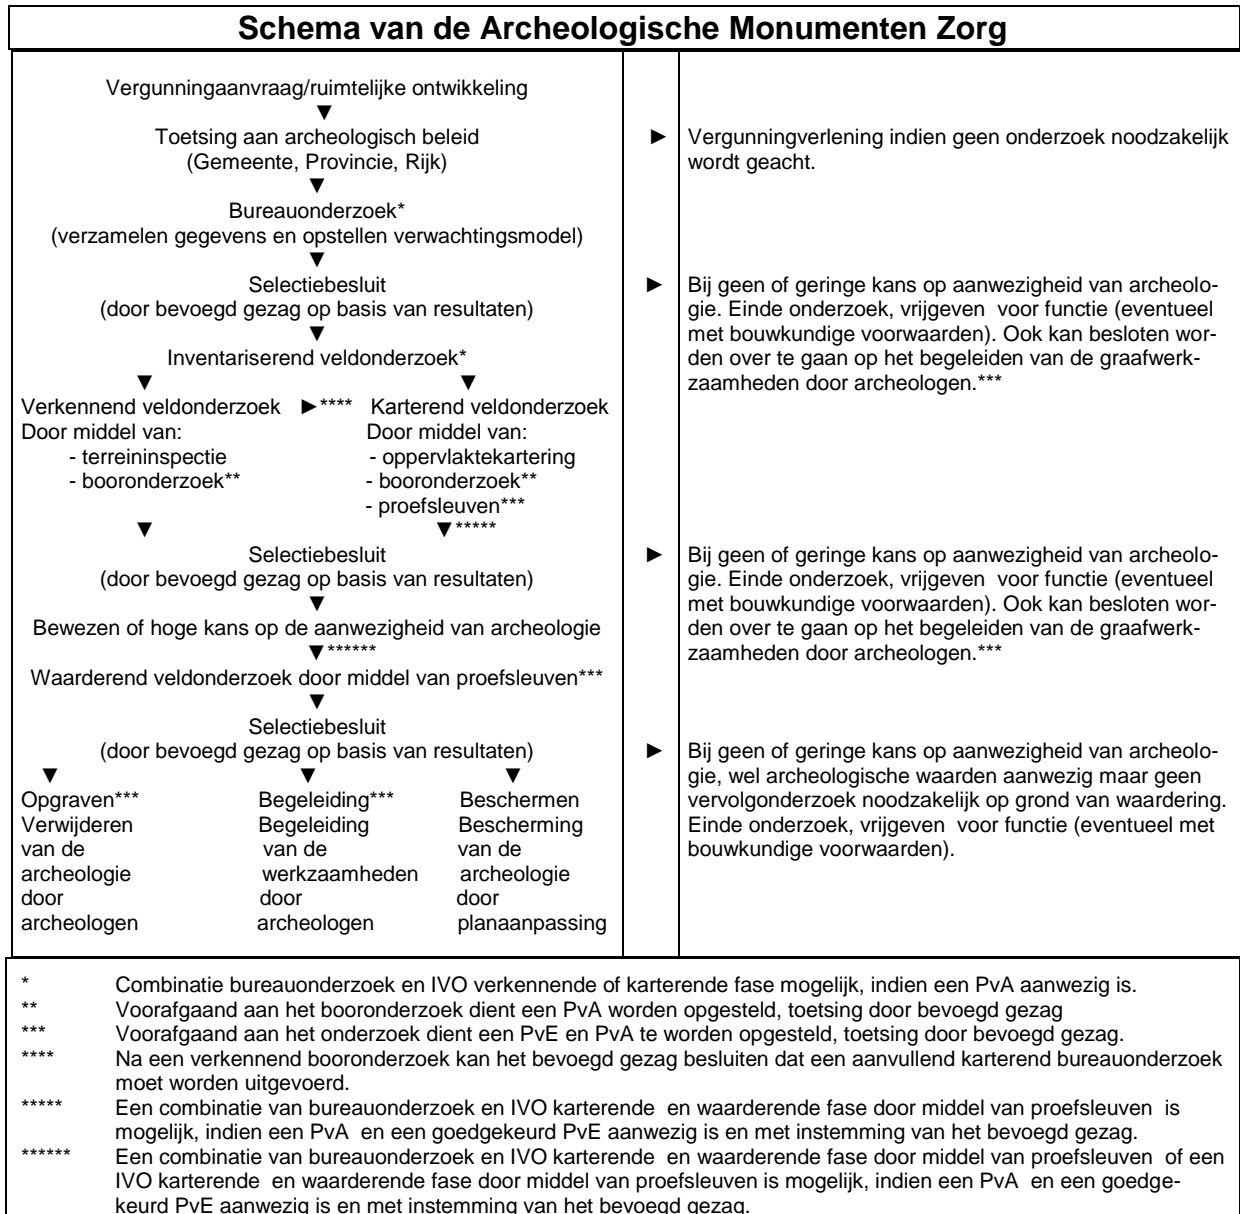 Schema van de Archeologische Monumenten Zorg
Vergunningaanvraag/ruimtelijke ontwikkeling
▼
Toetsing aan archeologisch beleid
(Gemeente, Provincie, Rijk)
► Vergunningverlening indien geen onderzoek noodzakelijk
wordt geacht.
▼
Bureauonderzoek*
(verzamelen gegevens en opstellen verwachtingsmodel)
▼
Selectiebesluit
(door bevoegd gezag op basis van resultaten)
► Bij geen of geringe kans op aanwezigheid van archeolo-
gie. Einde onderzoek, vrijgeven voor functie (eventueel
met bouwkundige voorwaarden). Ook kan besloten wor-
den over te gaan op het begeleiden van de graafwerk-
zaamheden door archeologen.***
▼
Inventariserend veldonderzoek*
▼ ▼
Verkennend veldonderzoek ►**** Karterend veldonderzoek
Door middel van: Door middel van:
- terreininspectie - oppervlaktekartering
- booronderzoek** - booronderzoek**
- proefsleuven***
▼ ▼*****
Selectiebesluit
(door bevoegd gezag op basis van resultaten)
► Bij geen of geringe kans op aanwezigheid van archeolo-
gie. Einde onderzoek, vrijgeven voor functie (eventueel
met bouwkundige voorwaarden). Ook kan besloten wor-
den over te gaan op het begeleiden van de graafwerk-
zaamheden door archeologen.***
▼
Bewezen of hoge kans op de aanwezigheid van archeologie
▼******
Waarderend veldonderzoek door middel van proefsleuven***
▼
Selectiebesluit
(door bevoegd gezag op basis van resultaten)
► Bij geen of geringe kans op aanwezigheid van archeolo-
gie, wel archeologische waarden aanwezig maar geen
vervolgonderzoek noodzakelijk op grond van waardering.
Einde onderzoek, vrijgeven voor functie (eventueel met
bouwkundige voorwaarden).
▼ ▼ ▼
Opgraven*** Begeleiding*** Beschermen
Verwijderen Begeleiding Bescherming
van de van de van de
archeologie werkzaamheden archeologie
door door door
archeologen archeologen planaanpassing
* Combinatie bureauonderzoek en IVO verkennende of karterende fase mogelijk, indien een PvA aanwezig is.
** Voorafgaand aan het booronderzoek dient een PvA worden opgesteld, toetsing door bevoegd gezag
*** Voorafgaand aan het onderzoek dient een PvE en PvA te worden opgesteld, toetsing door bevoegd gezag.
**** Na een verkennend booronderzoek kan het bevoegd gezag besluiten dat een aanvullend karterend bureauonderzoek
moet worden uitgevoerd.
***** Een combinatie van bureauonderzoek en IVO karterende en waarderende fase door middel van proefsleuven is
mogelijk, indien een PvA en een goedgekeurd PvE aanwezig is en met instemming van het bevoegd gezag.
****** Een combinatie van bureauonderzoek en IVO karterende en waarderende fase door middel van proefsleuven of een
IVO karterende en waarderende fase door middel van proefsleuven is mogelijk, indien een PvA en een goedge-
keurd PvE aanwezig is en met instemming van het bevoegd gezag.